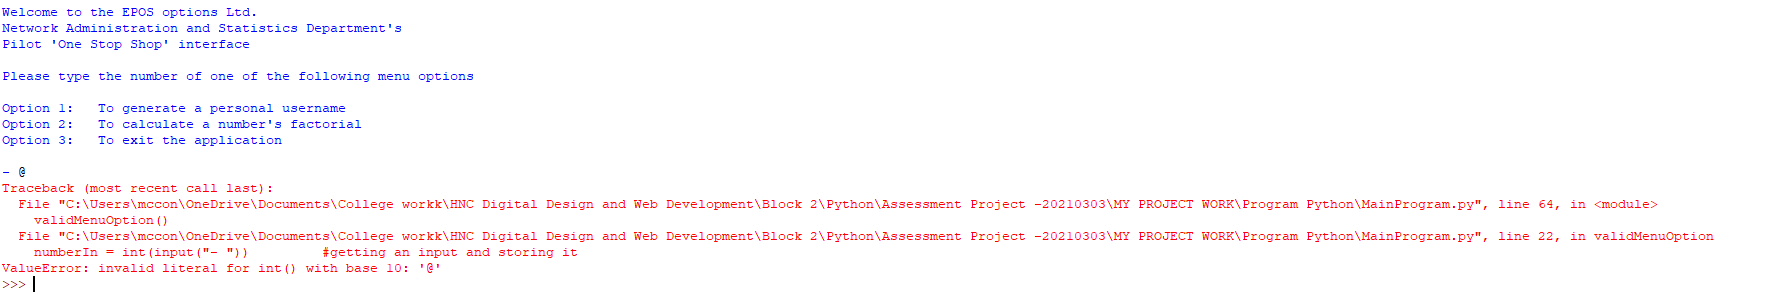 Welcome to the EPOS options Ltd.
Network Administration and Statistics Department's
Pilot 'One Stop Shop' interface
Please type the number of one of the following menu options
Option 1:   To generate a personal username
Option 2:   To calculate a number's factorial
Option 3:   To exit the application
- @
Traceback (most recent call last):
  File "C:\Users\mccon\OneDrive\Documents\College workk\HNC Digital Design and Web Development\Block 2\Python\Assessment Project -20210303\MY PROJECT WORK\Program Python\MainProgram.py", line 64, in <module>
    validMenuOption()
  File "C:\Users\mccon\OneDrive\Documents\College workk\HNC Digital Design and Web Development\Block 2\Python\Assessment Project -20210303\MY PROJECT WORK\Program Python\MainProgram.py", line 22, in validMenuOption
    numberIn = int(input("- "))         #getting an input and storing it
ValueError: invalid literal for int() with base 10: '@'
>>>